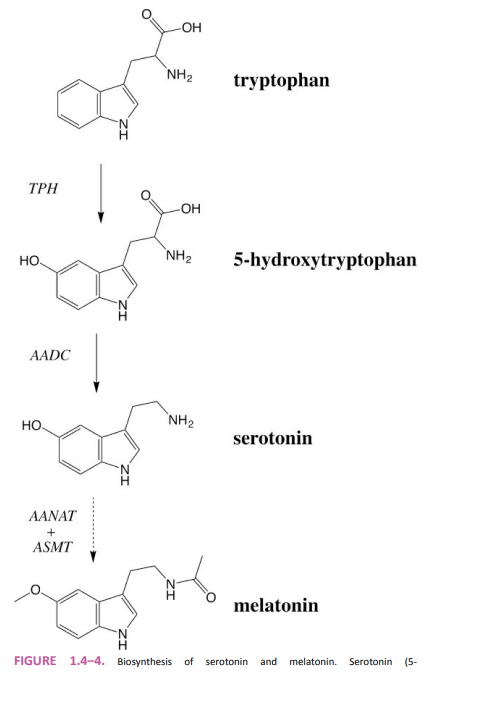 O
OH
NH2
tryptophan
N
H
TPH
O
OH
HO
NH2
5-hydroxytryptophan
N
H
AADC
HO
NH2
serotonin
N
H
AANAT
+
ASMT
O
N
H
O
melatonin
N
H
FIGURE 1.4–4. Biosynthesis of serotonin and melatonin. Serotonin (5-